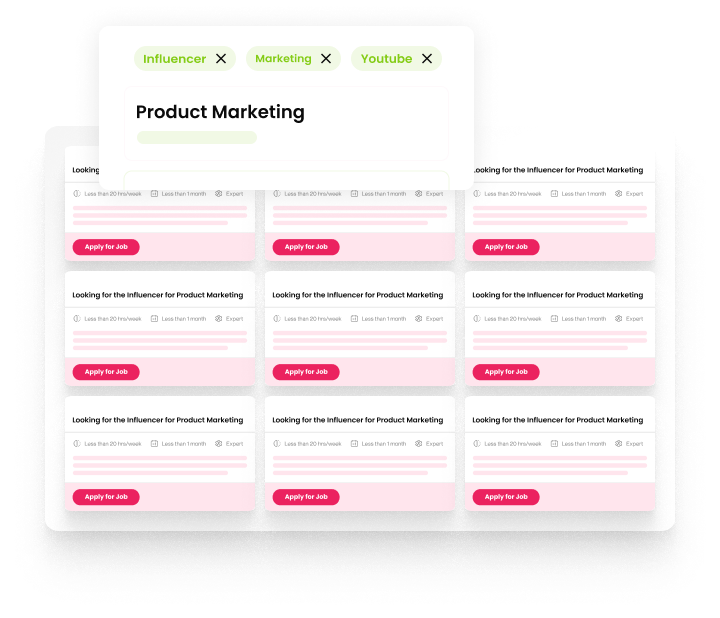 Influencer
Marketing
Youtube
Product Marketing
Looking
Looking for the Influencer for Product Marketing
Less than 20 hrs/week Less than 1 month Expert
Less than 20 hrs/week Less than 1 month Expert
Less than 20 hrs/week Less than 1 month Expert
Apply for Job
Apply for Job
Apply for Job
Looking for the Influencer for Product Marketing
Looking for the Influencer for Product Marketing
Looking for the Influencer for Product Marketing
Less than 20 hrs/week Less than 1 month Expert
Less than 20 hrs/week Less than 1 month Expert
Less than 20 hrs/week Less than 1 month Expert
Apply for Job
Apply for Job
Apply for Job
Looking for the Influencer for Product Marketing
Looking for the Influencer for Product Marketing
Looking for the Influencer for Product Marketing
Less than 20 hrs/week Less than 1 month Expert
Less than 20 hrs/week Less than 1 month Expert
Less than 20 hrs/week Less than 1 month Expert
Apply for Job
Apply for Job
Apply for Job